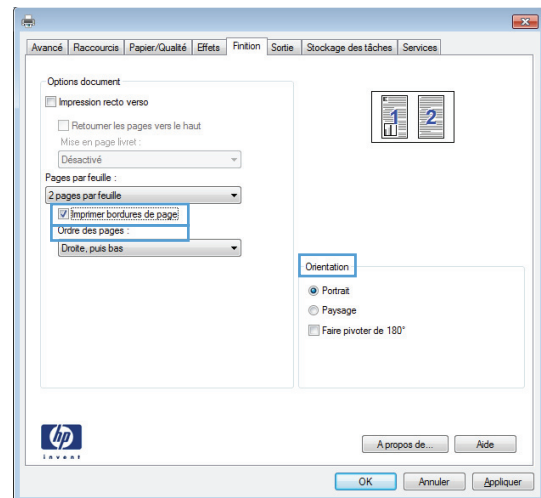 Avancé Raccourcis Papier/Qualité Effets Finition Sortie Stockage des tâches Services
Options document
Impression recto verso
Retourner les pages vers le haut
Mise en page livret :
Désactivé
Pages par feuille :
2 pages par feuille
Imprimer bordures de page
Ordre des pages :
Droite, puis bas
1 2
Orientation
Portrait
Paysage
Faire pivoter de 180°
hp
invent
A propos de... Aide
OK Annuler Appliquer